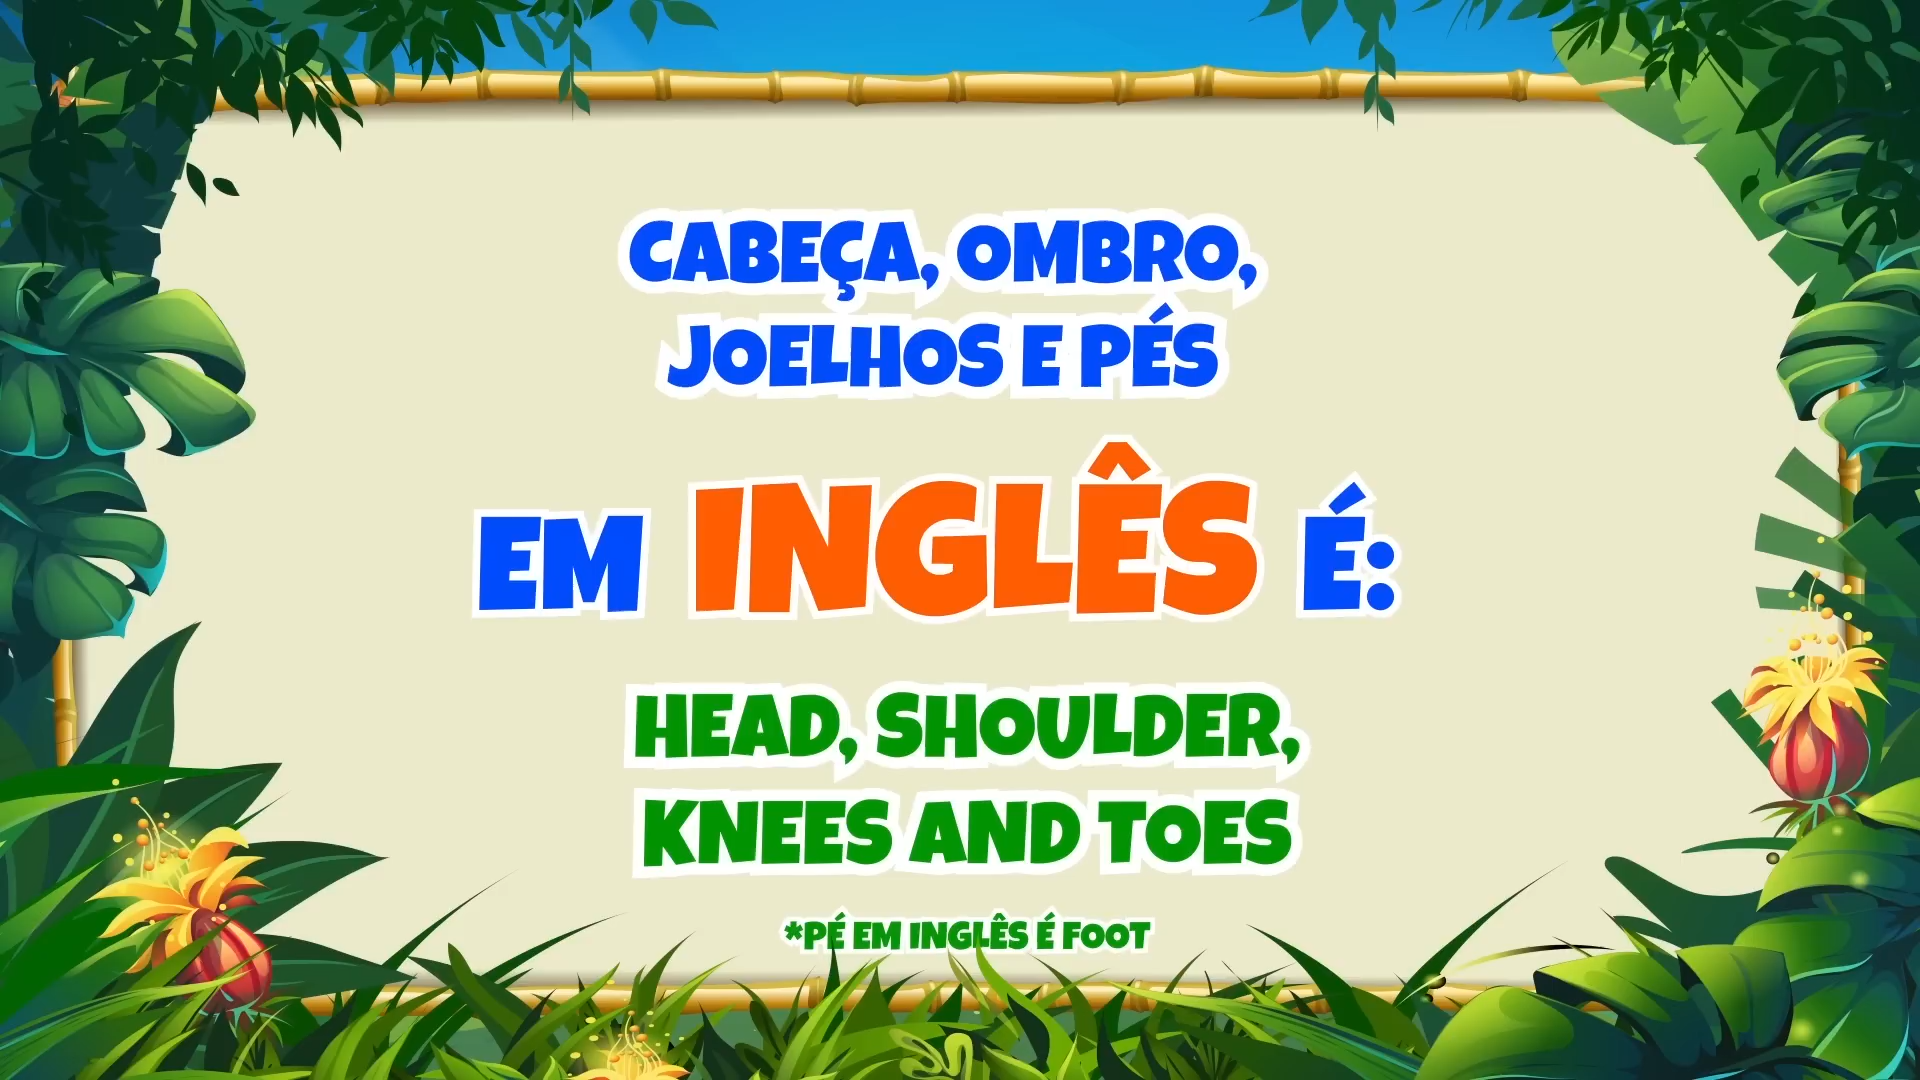 CABEÇA, OMBRO,
JOELHOS E PÉS
EM INGLÊS É:
HEAD, SHOULDER,
KNEES AND TOES
*PÉ EM INGLÊS É FOOT